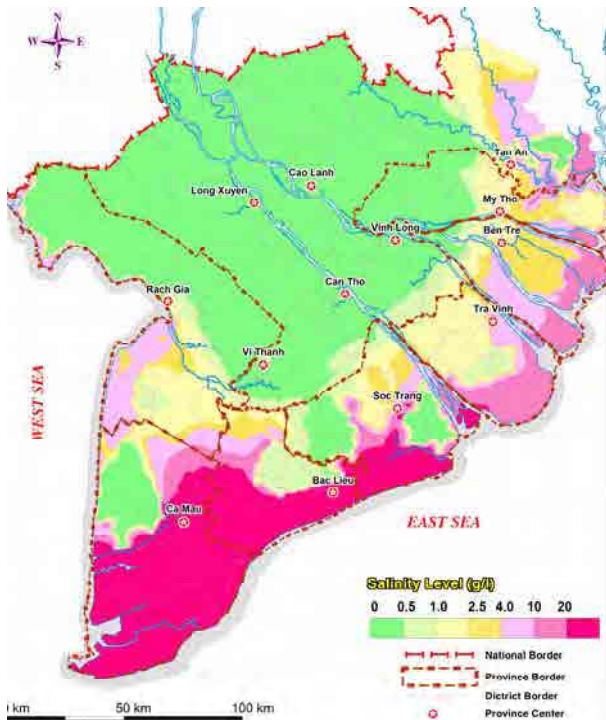 N
W E
S
Tan An
Cao Lanh
Long Xuyen
My Tho
Vinh Long
Ben Tre
Can Tho
Rach Gia
Tra Vinh
Vi Thanh
Soc Trang
WEST SEA
Bac Lieu
Ca Mau
EAST SEA
Salinity Level (g/l)
0 0.5 1.0 2.5 4.0 10 20
National Border
Province Border
District Border
Province Center
km 50 km 100 km